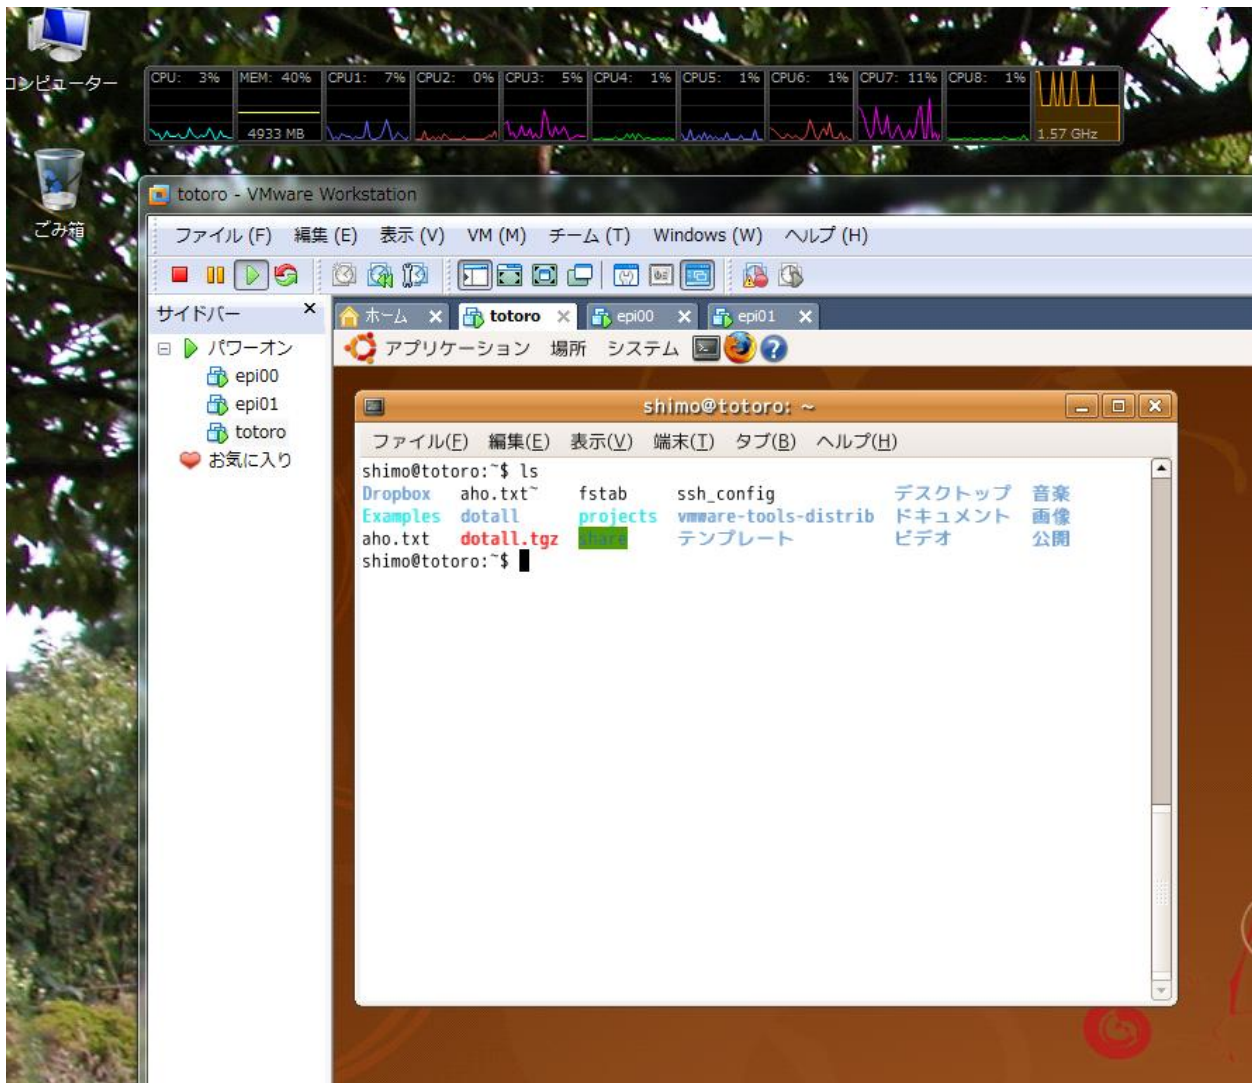 コンピューター
CPU: 3% MEM: 40% CPU1: 7% CPU2: 0% CPU3: 5% CPU4: 1% CPU5: 1% CPU6: 1% CPU7: 11% CPU8: 1%
4933 MB 1.57 GHz
ごみ箱
totoro - VMware Workstation
ファイル (F) 編集 (E) 表示 (V) VM (M) チーム (T) Windows (W) ヘルプ (H)
サイドバー
ホーム totoro epi00 epi01
パワーオン
epi00
epi01
totoro
お気に入り
アプリケーション 場所 システム
shimo@totoro: ~
ファイル(F) 編集(E) 表示(V) 端末(T) タブ(B) ヘルプ(H)
shimo@totoro:~$ ls
Dropbox aho.txt~ fstab ssh_config デスクトップ 音楽
Examples dotall projects vmware-tools-distrib ドキュメント 画像
aho.txt dotall.tgz share テンプレート ビデオ 公開
shimo@totoro:~$